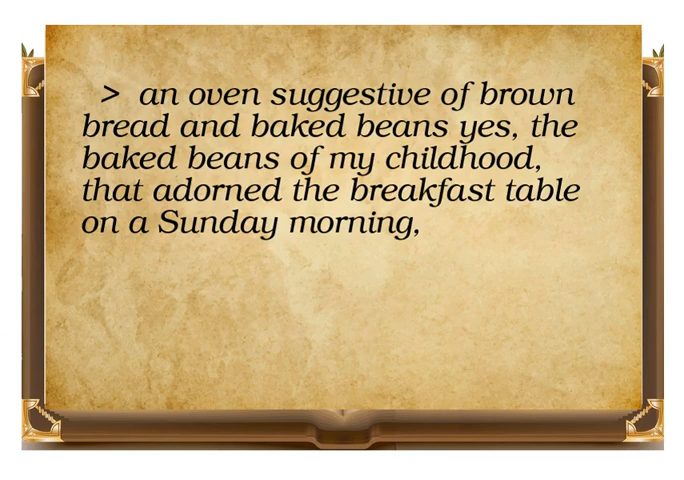 > an oven suggestive of brown
bread and baked beans yes, the
baked beans of my childhood,
that adorned the breakfast table
on a Sunday morning,